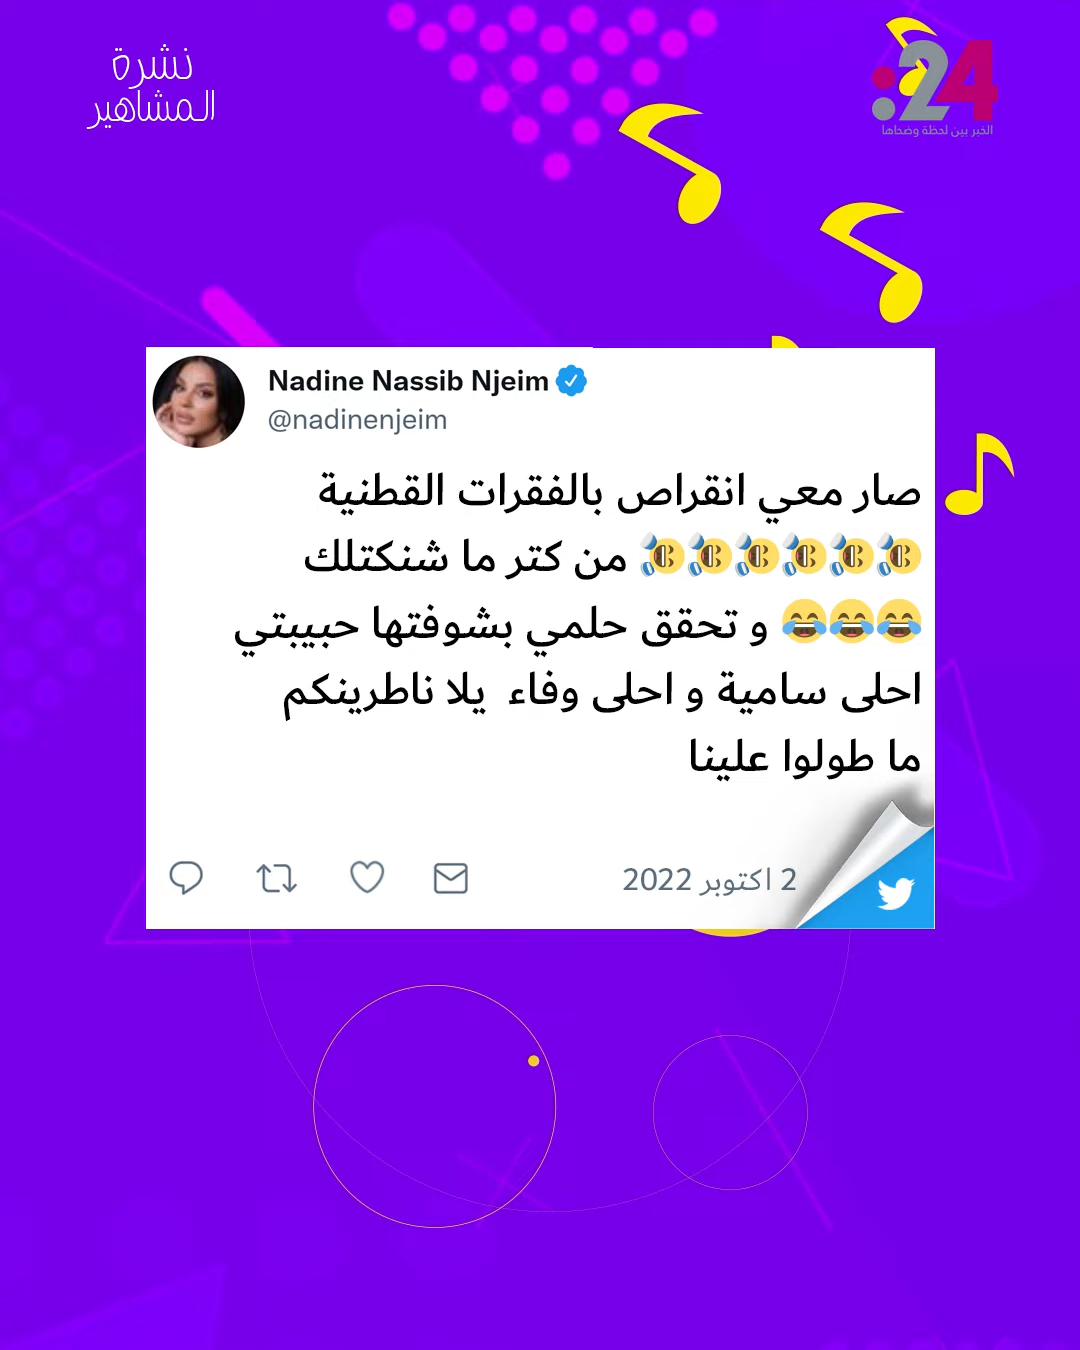 نشرة
المشاهير
:24
الخبر بين لحظة وضحاها
Nadine Nassib Njeim
@nadinenjeim
صار معي انقراص بالفقرات القطنية
🤣🤣🤣🤣🤣🤣 من كتر ما شنكتلك
😂😂😂 و تحقق حلمي بشوفتها حبيبتي
احلى سامية و احلى وفاء يلا ناطرينكم
ما طولوا علينا
2 اكتوبر 2022